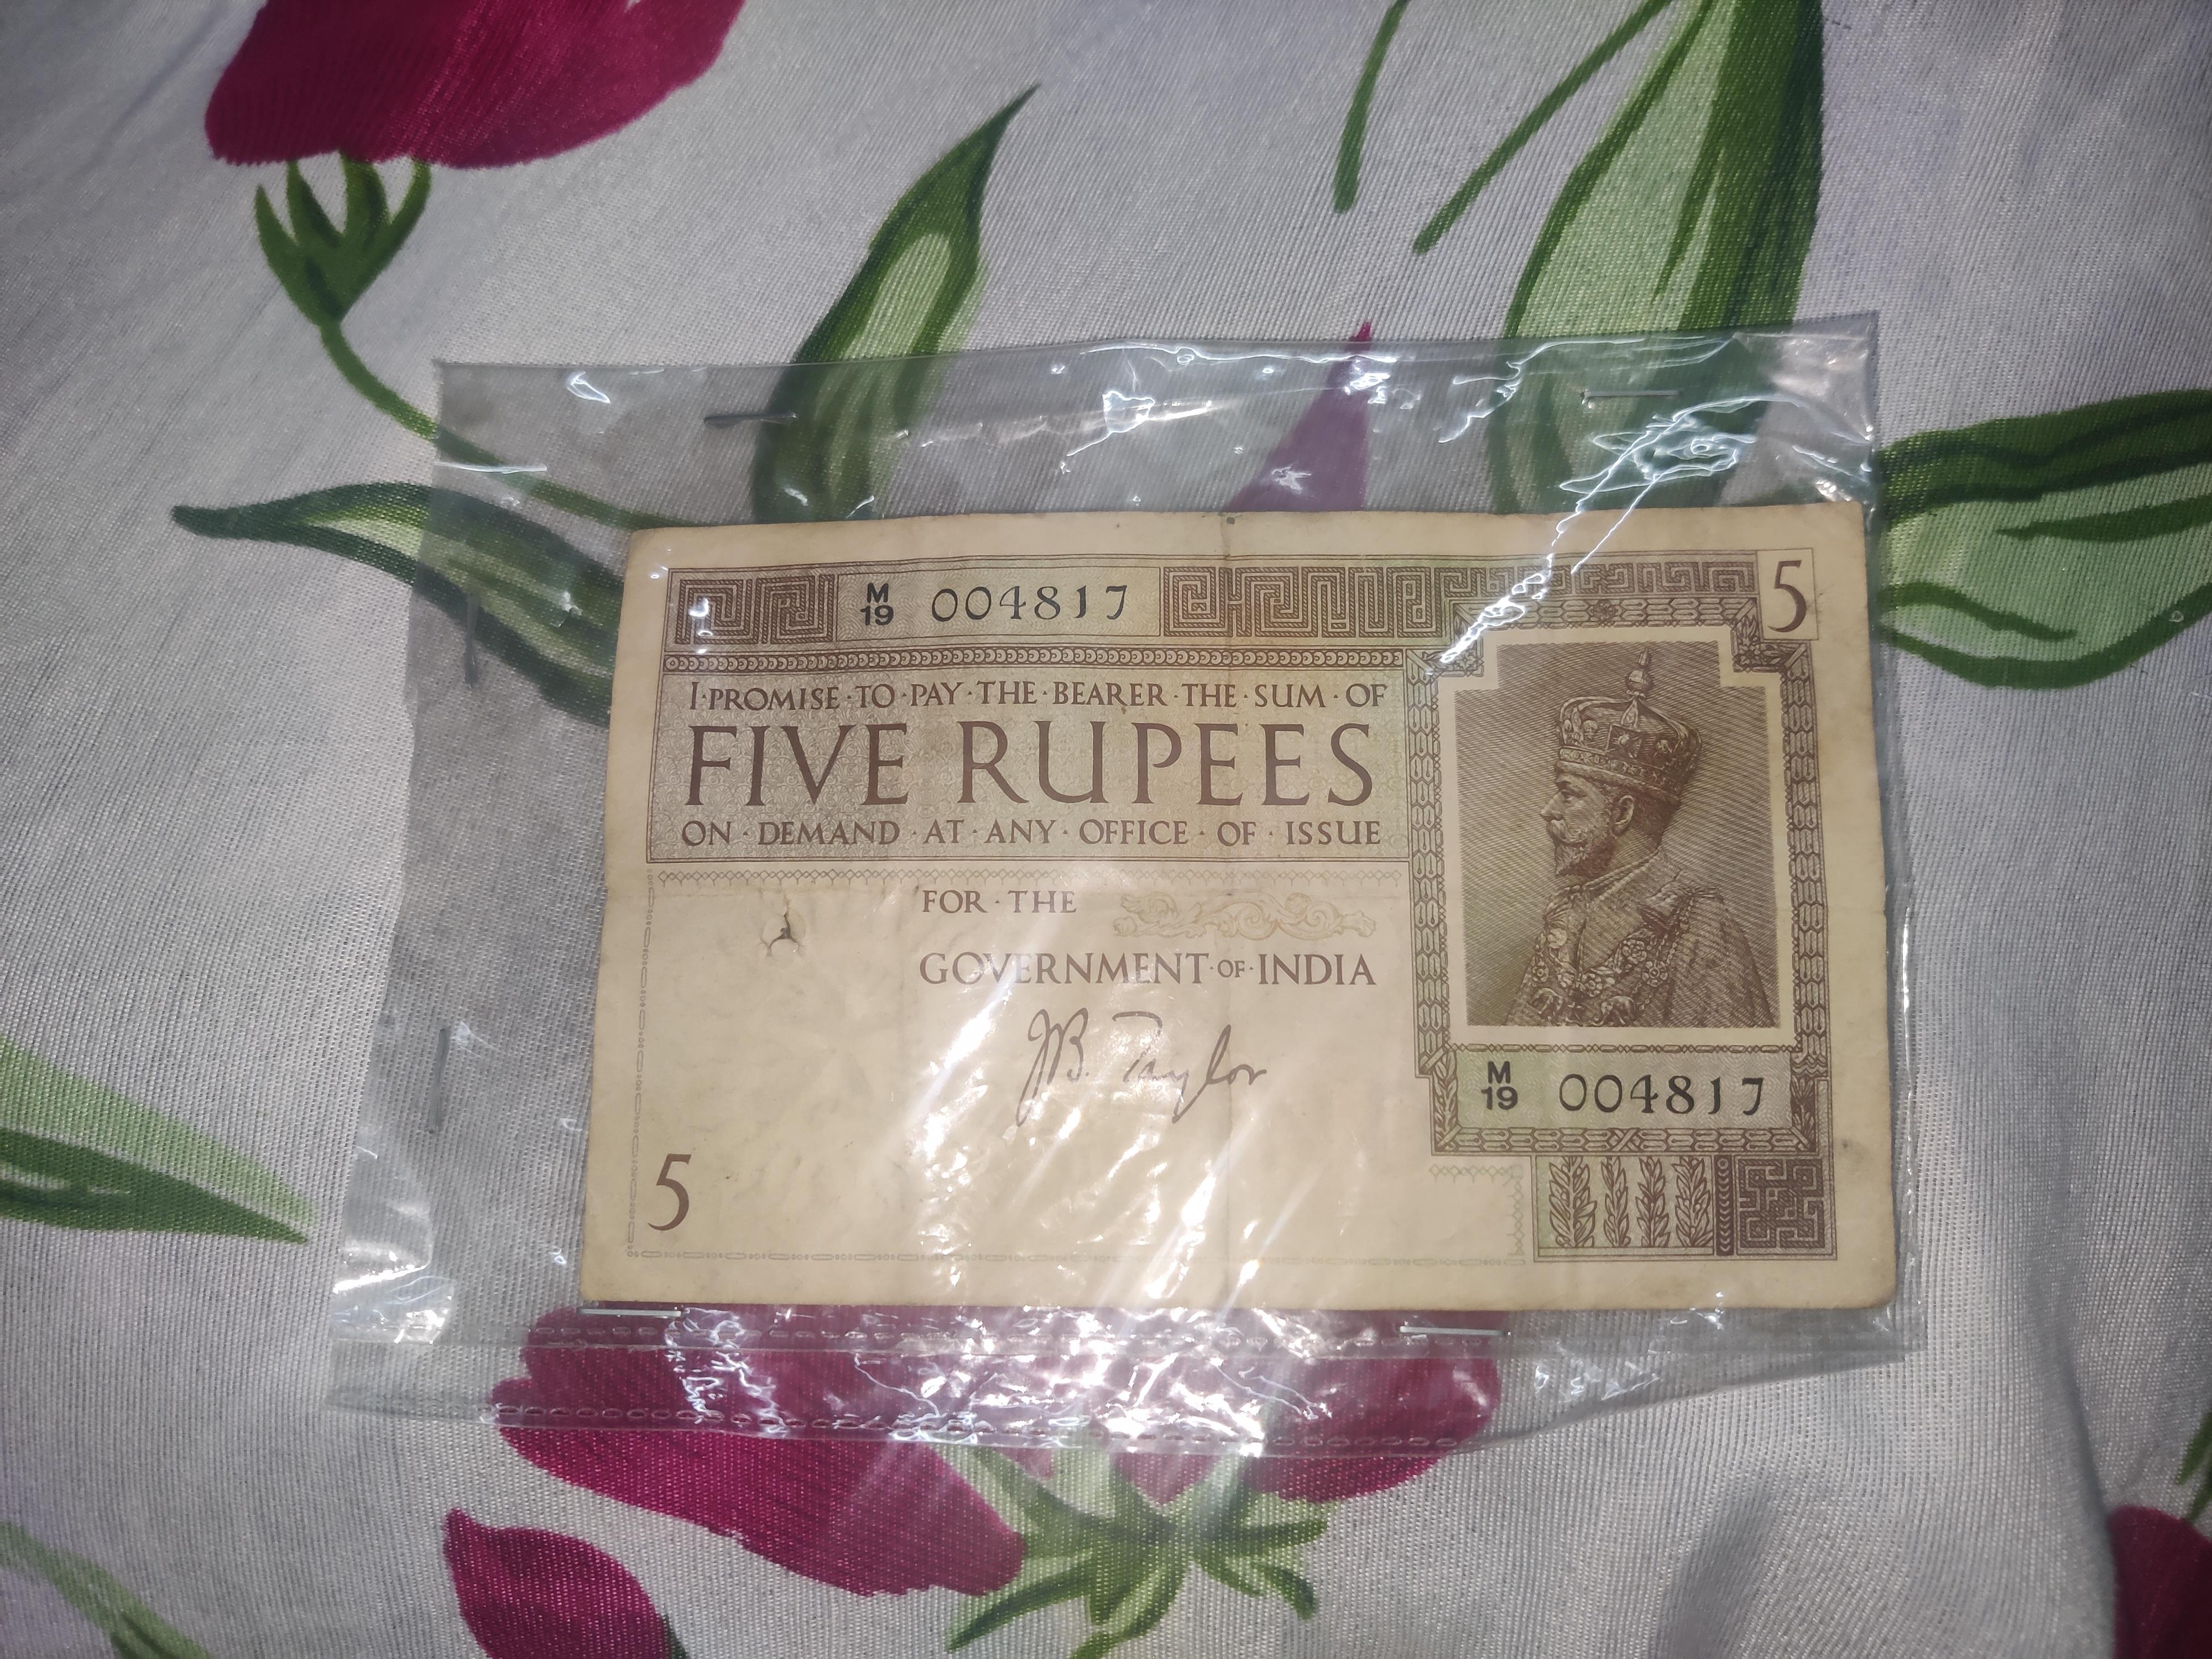 M
19 004817
5
I·PROMISE·TO·PAY·THE·BEARER·THE·SUM·OF
FIVE RUPEES
ON·DEMAND·AT·ANY·OFFICE·OF·ISSUE
FOR·THE
GOVERNMENT·OF·INDIA
JB. Taylor
M
19 004817
5